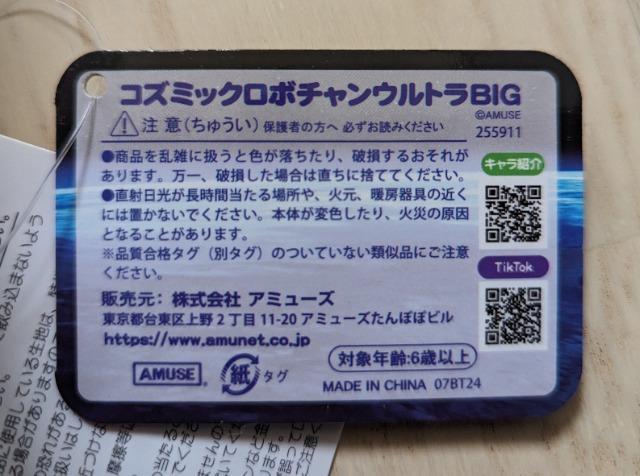 コズミックロボチャンウルトラBIG
©AMUSE
⚠注意(ちゅうい)保護者の方へ 必ずお読みください
255911
●商品を乱雑に扱うと色が落ちたり、破損するおそれが
あります。万一、破損した場合は直ちに捨ててください。
●直射日光が長時間当たる場所や、火元、暖房器具の近く
には置かないでください。本体が変色したり、火災の原因
となることがあります。
※品質合格タグ(別タグ)のついていない類似品にご注意
ください。
キャラ紹介
TikTok
販売元:株式会社 アミューズ
東京都台東区上野2丁目11-20 アミューズたんぽぽビル
https://www.amunet.co.jp
対象年齢:6歳以上
AMUSE
紙 タグ
MADE IN CHINA 07BT24